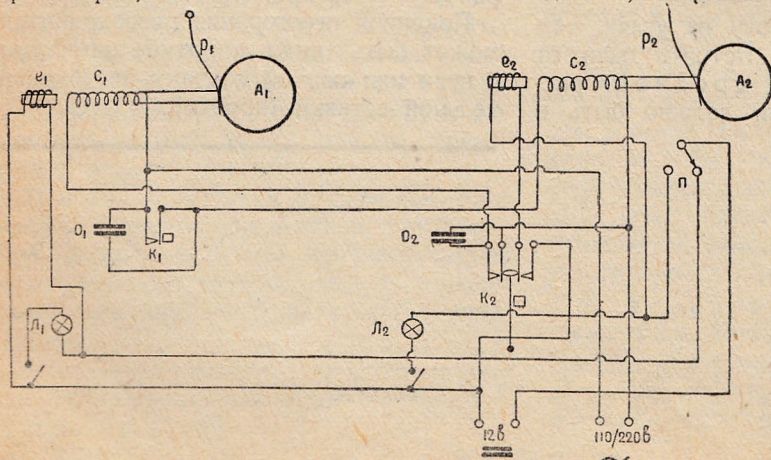 P₁
e₁
C₁
A₁
e₂
C₂
P₂
A₂
П
O₁
K₁
O₂
K₂
Л₁
Л₂
12в
110/220в